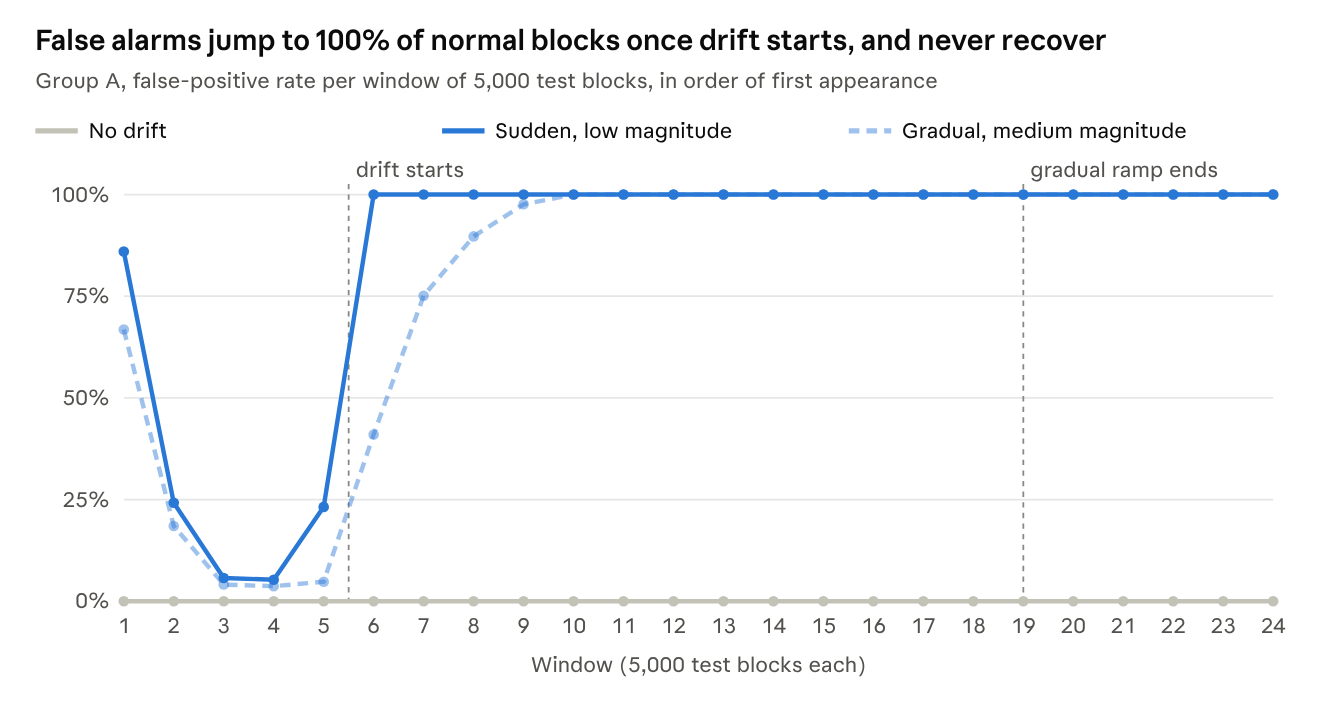 False alarms jump to 100% of normal blocks once drift starts, and never recover
Group A, false-positive rate per window of 5,000 test blocks, in order of first appearance
No drift
Sudden, low magnitude
Gradual, medium magnitude
drift starts
gradual ramp ends
100%
75%
50%
25%
0%
1 2 3 4 5 6 7 8 9 10 11 12 13 14 15 16 17 18 19 20 21 22 23 24
Window (5,000 test blocks each)